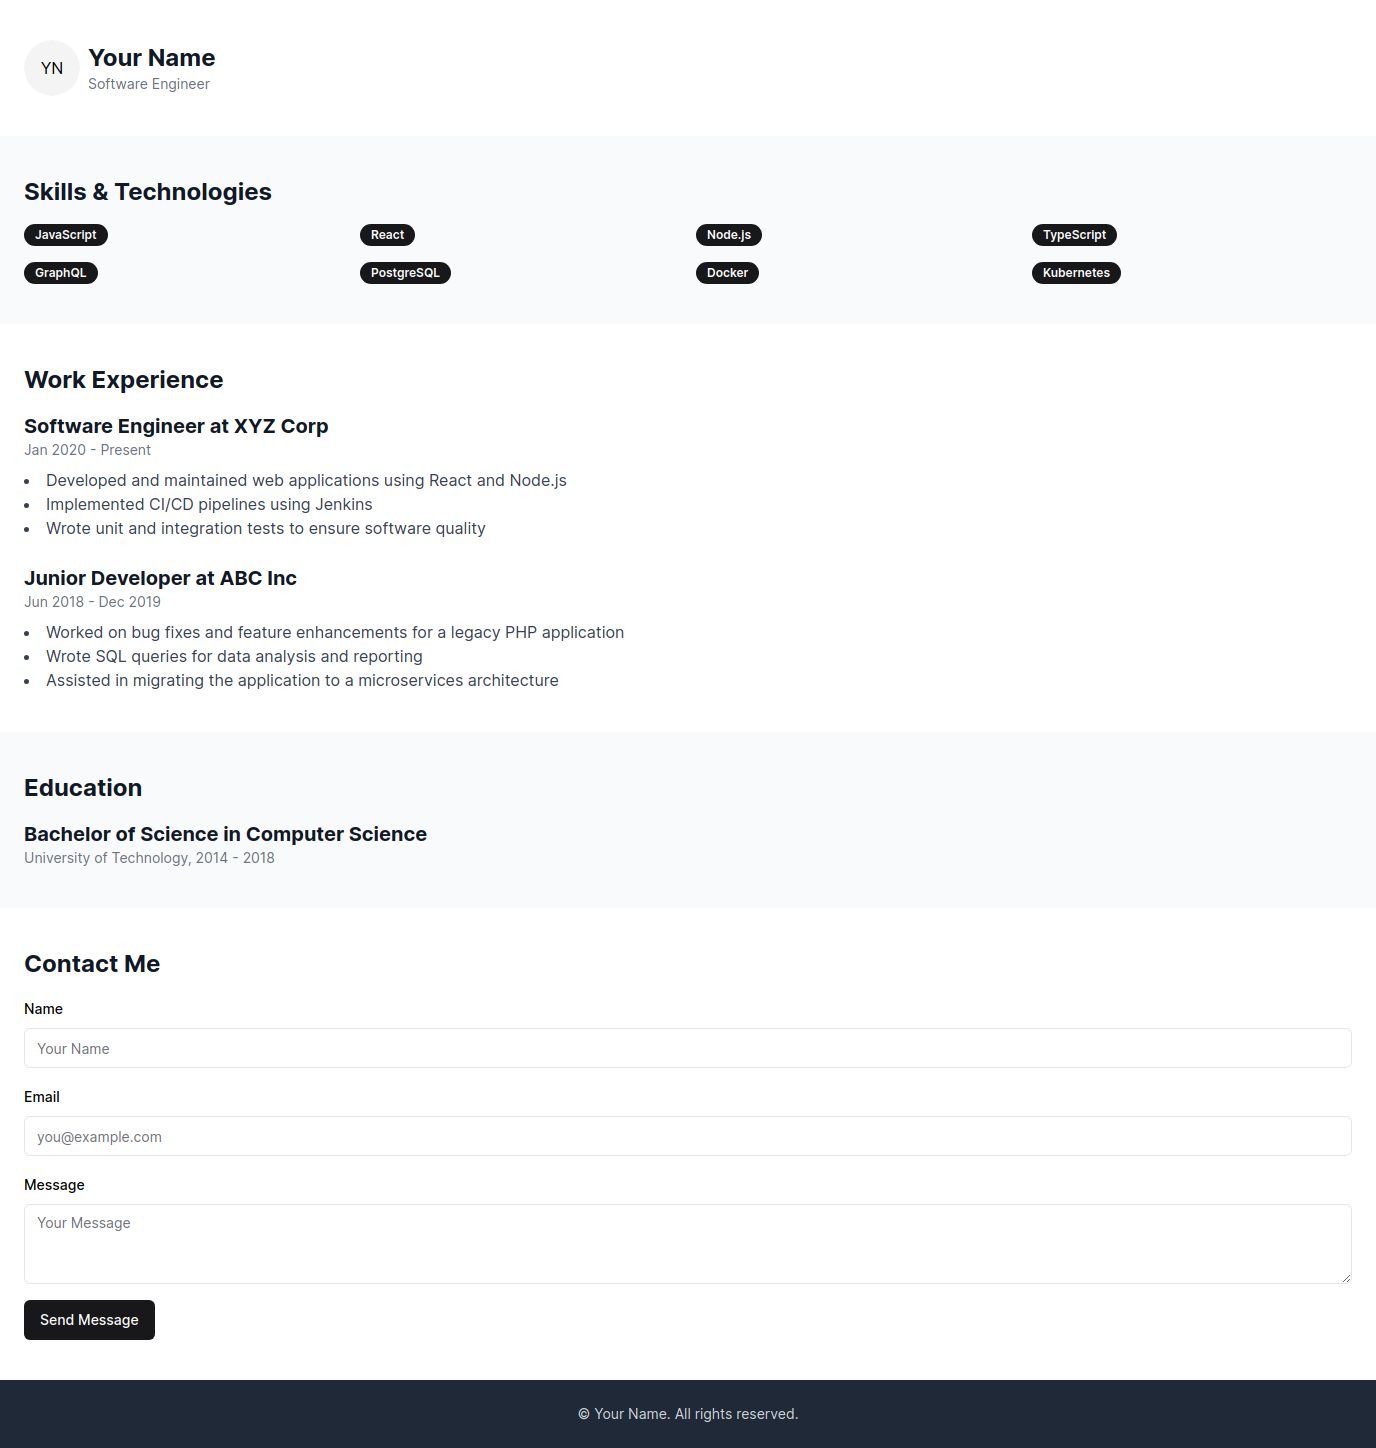 YN
Your Name
Software Engineer
Skills & Technologies
JavaScript React Node.js TypeScript
GraphQL PostgreSQL Docker Kubernetes
Work Experience
Software Engineer at XYZ Corp
Jan 2020 - Present
• Developed and maintained web applications using React and Node.js
• Implemented CI/CD pipelines using Jenkins
• Wrote unit and integration tests to ensure software quality
Junior Developer at ABC Inc
Jun 2018 - Dec 2019
• Worked on bug fixes and feature enhancements for a legacy PHP application
• Wrote SQL queries for data analysis and reporting
• Assisted in migrating the application to a microservices architecture
Education
Bachelor of Science in Computer Science
University of Technology, 2014 - 2018
Contact Me
Name
Your Name
Email
you@example.com
Message
Your Message
Send Message
© Your Name. All rights reserved.